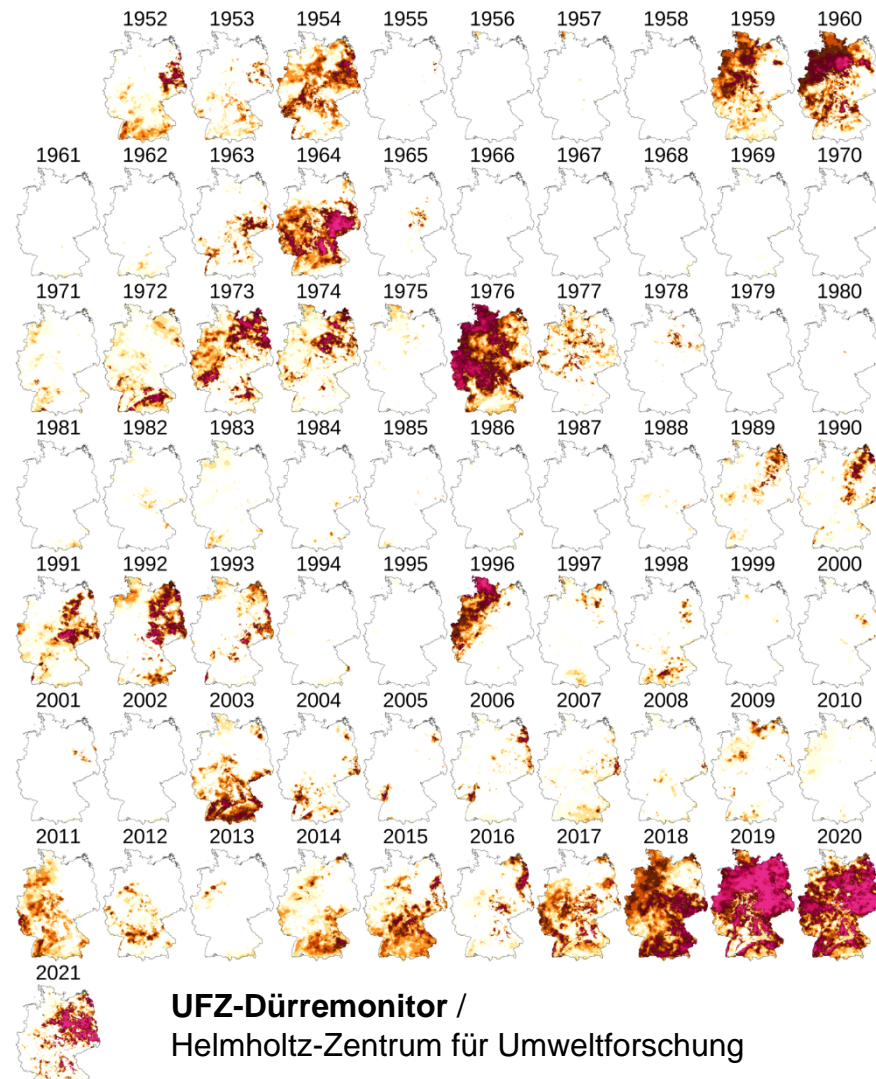 1952 1953 1954 1955 1956 1957 1958 1959 1960
1961 1962 1963 1964 1965 1966 1967 1968 1969 1970
1971 1972 1973 1974 1975 1976 1977 1978 1979 1980
1981 1982 1983 1984 1985 1986 1987 1988 1989 1990
1991 1992 1993 1994 1995 1996 1997 1998 1999 2000
2001 2002 2003 2004 2005 2006 2007 2008 2009 2010
2011 2012 2013 2014 2015 2016 2017 2018 2019 2020
2021
UFZ-Dürremonitor /
Helmholtz-Zentrum für Umweltforschung